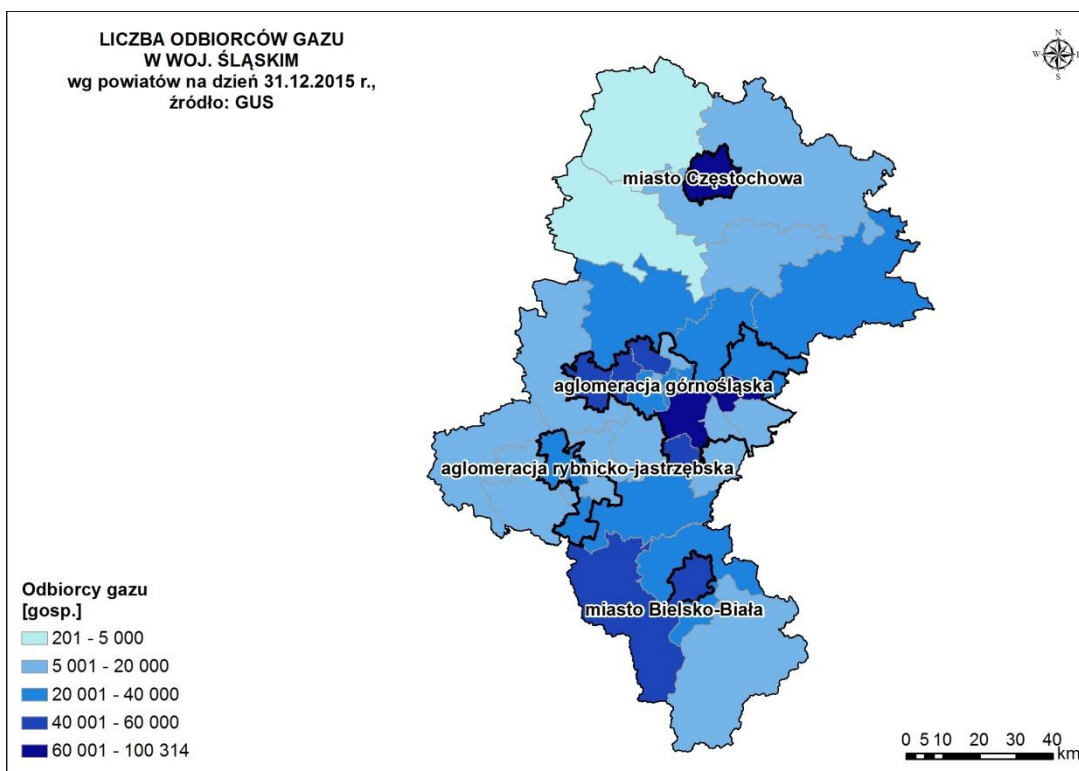 LICZBA ODBIORCÓW GAZU
W WOJ. ŚLĄSKIM
wg powiatów na dzień 31.12.2015 r.,
źródło: GUS
N
W E
S
miasto Częstochowa
aglomeracja górnośląska
aglomeracja rybnicko-jastrzębska
miasto Bielsko-Biała
Odbiorcy gazu
[gosp.]
201 - 5 000
5 001 - 20 000
20 001 - 40 000
40 001 - 60 000
60 001 - 100 314
0 5 10 20 30 40
km